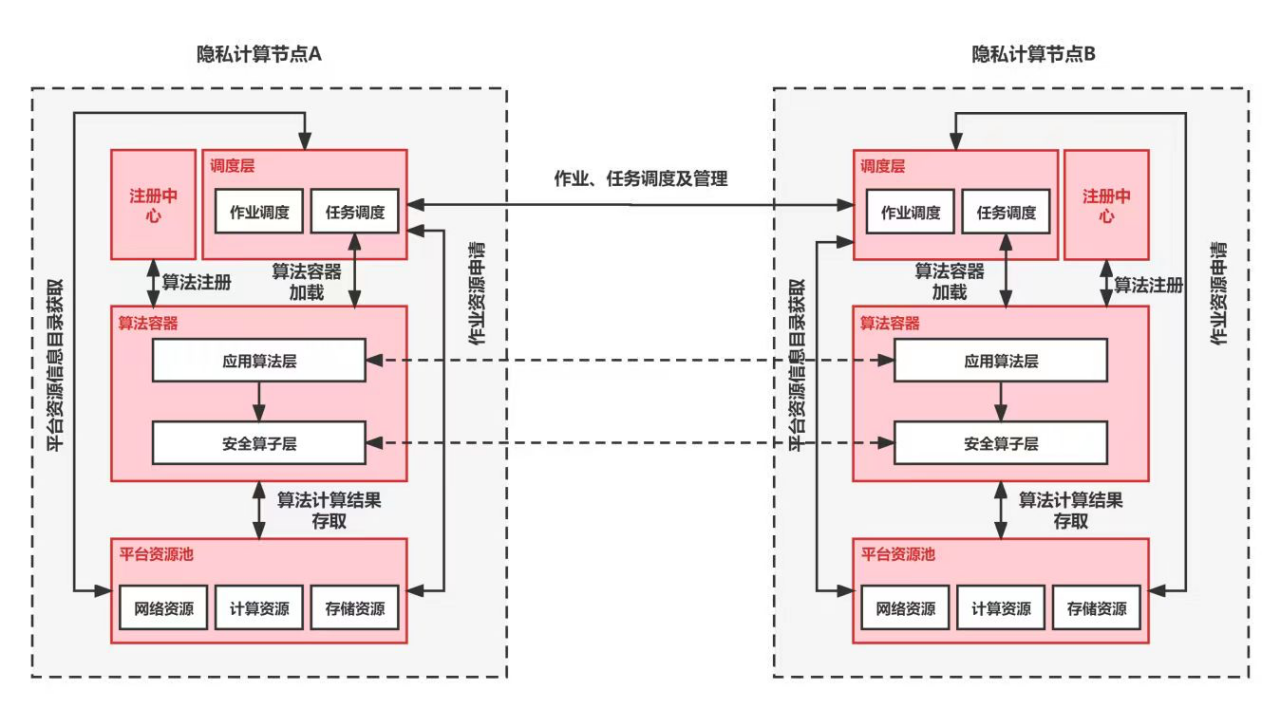 隐私计算节点A
隐私计算节点B
调度层
注册中
心
作业调度
任务调度
作业、任务调度及管理
调度层
作业调度
任务调度
注册中
心
算法注册
算法容器
加载
作业资源申请
平台资源信息目录获取
算法容器
加载
算法注册
作业资源申请
平台资源信息目录获取
算法容器
应用算法层
安全算子层
算法容器
应用算法层
安全算子层
算法计算结果
存取
算法计算结果
存取
平台资源池
网络资源
计算资源
存储资源
平台资源池
网络资源
计算资源
存储资源